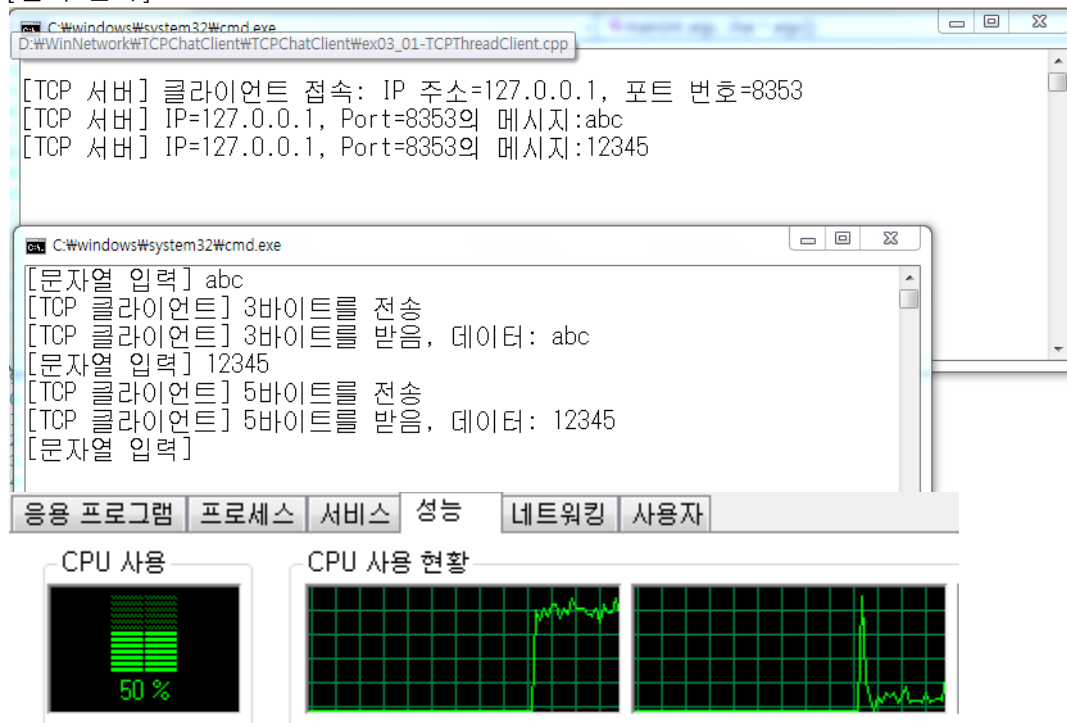 C:₩windows₩system32₩cmd.exe
D:₩WinNetwork₩TCPChatClient₩TCPChatClient₩ex03_01-TCPThreadClient.cpp
[TCP 서버] 클라이언트 접속: IP 주소=127.0.0.1, 포트 번호=8353
[TCP 서버] IP=127.0.0.1, Port=8353의 메시지:abc
[TCP 서버] IP=127.0.0.1, Port=8353의 메시지:12345
C:₩windows₩system32₩cmd.exe
[문자열 입력] abc
[TCP 클라이언트] 3바이트를 전송
[TCP 클라이언트] 3바이트를 받음, 데이터: abc
[문자열 입력] 12345
[TCP 클라이언트] 5바이트를 전송
[TCP 클라이언트] 5바이트를 받음, 데이터: 12345
[문자열 입력]
응용 프로그램 프로세스 서비스 성능 네트워킹 사용자
CPU 사용 CPU 사용 현황
50 %